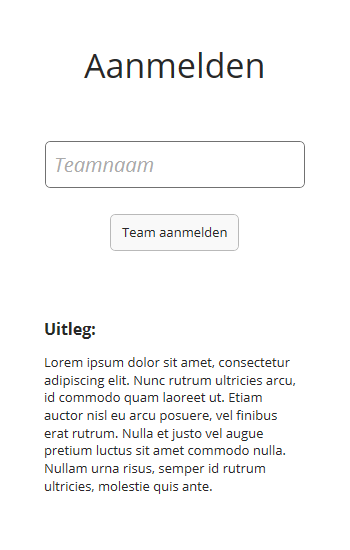 Aanmelden
Teamnaam
Team aanmelden
Uitleg:
Lorem ipsum dolor sit amet, consectetur
adipiscing elit. Nunc rutrum ultricies arcu,
id commodo quam laoreet ut. Etiam
auctor nisl eu arcu posuere, vel finibus
erat rutrum. Nulla et justo vel augue
pretium luctus sit amet commodo nulla.
Nullam urna risus, semper id rutrum
ultricies, molestie quis ante.